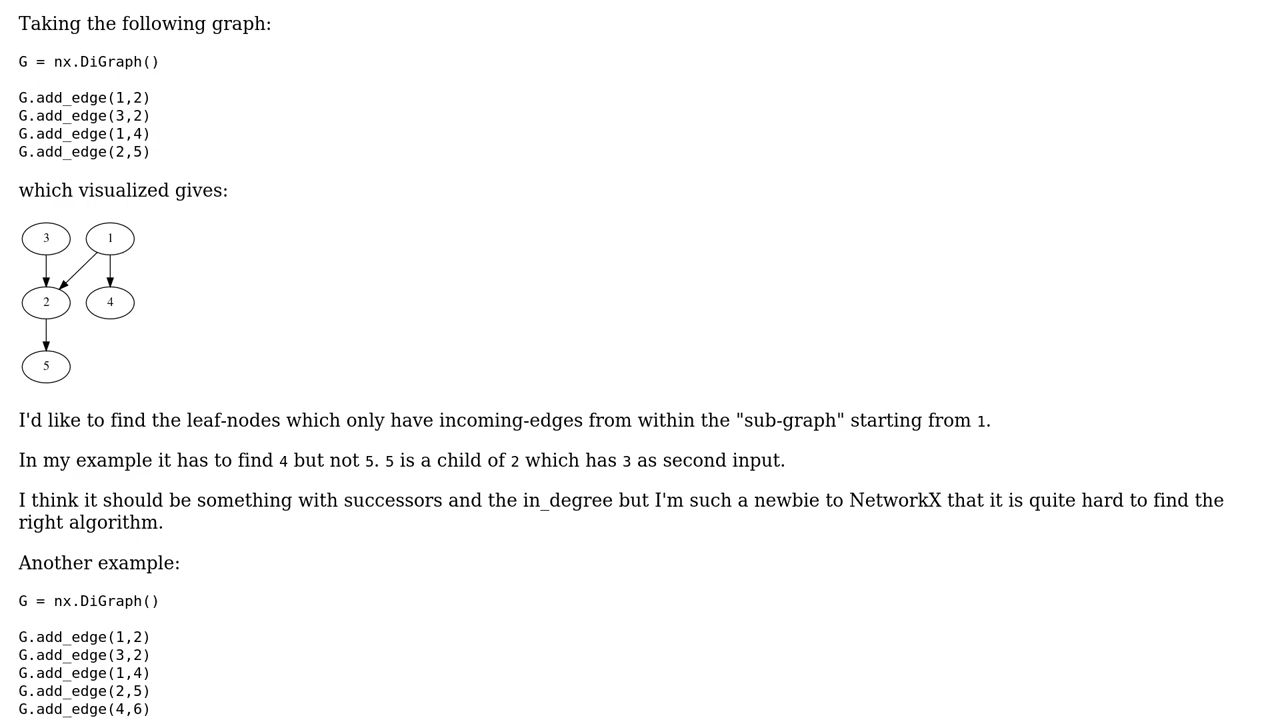 Taking the following graph:
G = nx.DiGraph()
G.add_edge(1,2)
G.add_edge(3,2)
G.add_edge(1,4)
G.add_edge(2,5)
which visualized gives:
3 1
2 4
5
I'd like to find the leaf-nodes which only have incoming-edges from within the "sub-graph" starting from 1.
In my example it has to find 4 but not 5. 5 is a child of 2 which has 3 as second input.
I think it should be something with successors and the in_degree but I'm such a newbie to NetworkX that it is quite hard to find the
right algorithm.
Another example:
G = nx.DiGraph()
G.add_edge(1,2)
G.add_edge(3,2)
G.add_edge(1,4)
G.add_edge(2,5)
G.add_edge(4,6)